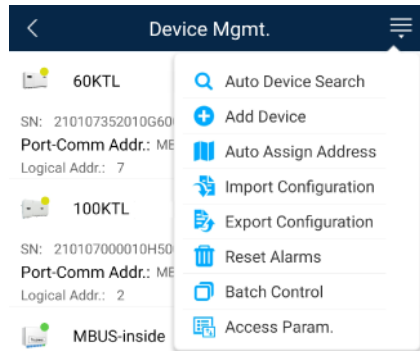 Device Mgmt.
60KTL
SN: 210107352010G60
Port-Comm Addr.: ME
Logical Addr.: 7
100KTL
SN: 210107000010H50
Port-Comm Addr.: ME
Logical Addr.: 2
MBUS-inside
Auto Device Search
Add Device
Auto Assign Address
Import Configuration
Export Configuration
Reset Alarms
Batch Control
Access Param.